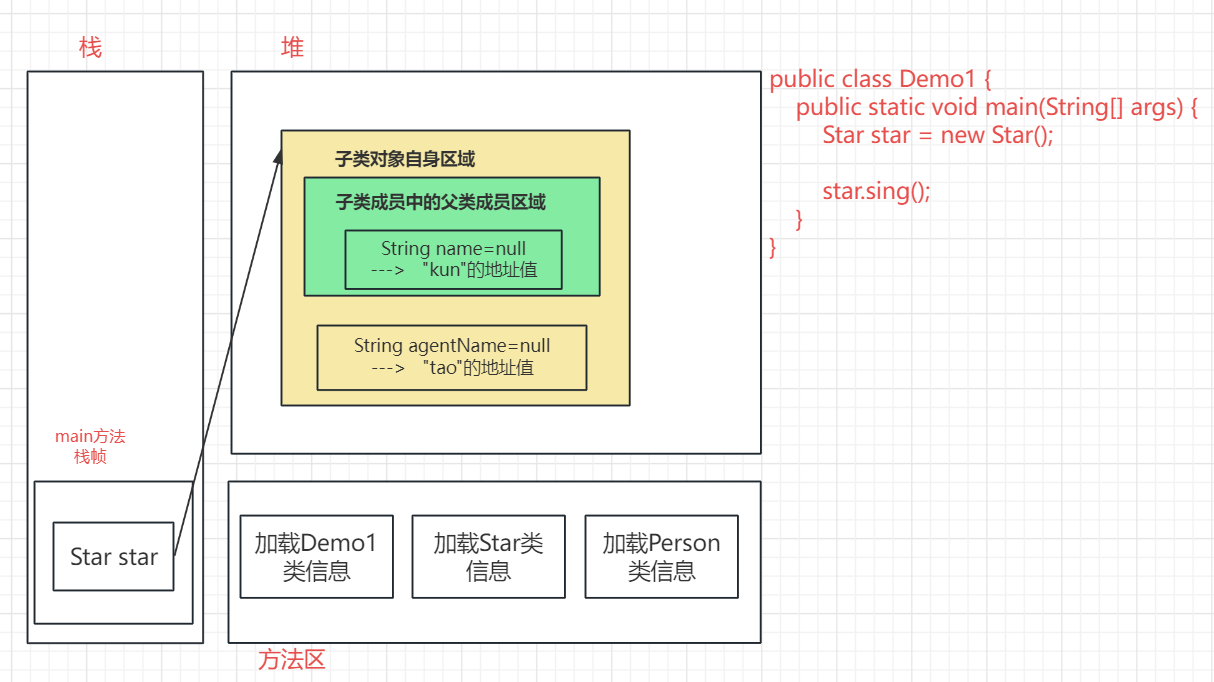 栈
堆
子类对象自身区域
子类成员中的父类成员区域
String name=null
---> "kun"的地址值
String agentName=null
---> "tao"的地址值
main方法
栈帧
Star star
加载Demo1
类信息
加载Star类
信息
加载Person
类信息
方法区
public class Demo1 {
public static void main(String[] args) {
Star star = new Star();
star.sing();
}
}